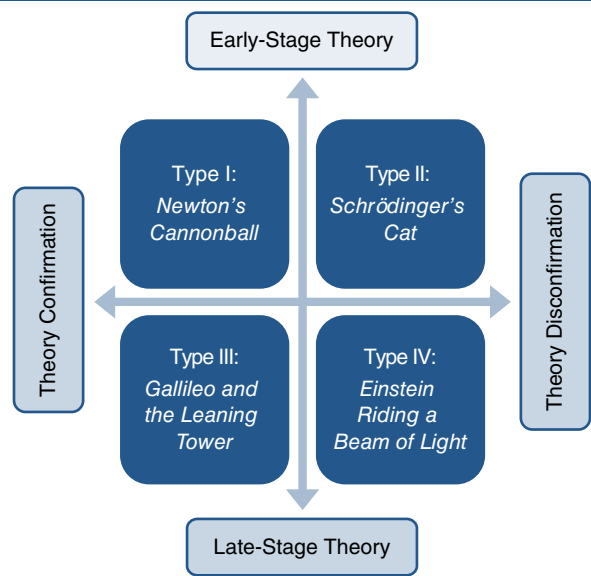 Early-Stage Theory
Type I:
Newton's
Cannonball
Type II:
Schrödinger's
Cat
Theory Confirmation
Theory Disconfirmation
Type III:
Gallileo and
the Leaning
Tower
Type IV:
Einstein
Riding a
Beam of Light
Late-Stage Theory